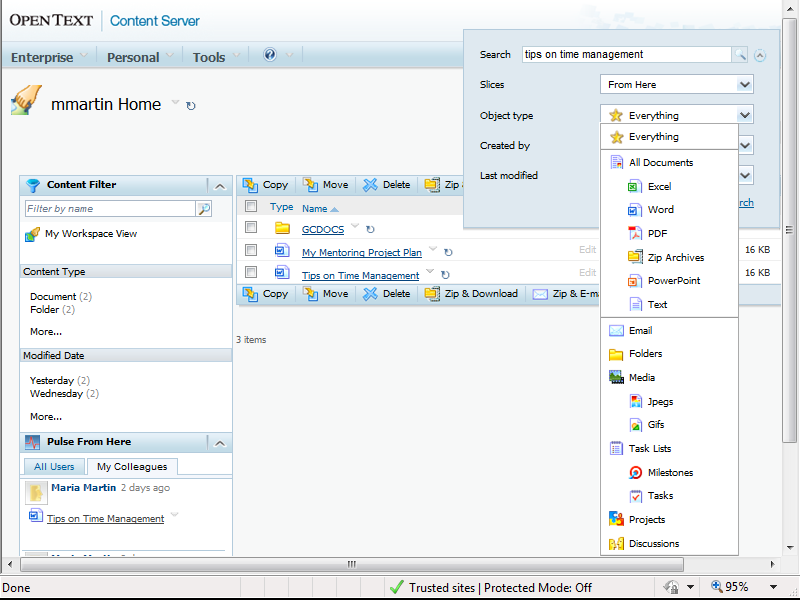 OPEN TEXT Content Server
Enterprise Personal Tools
Search tips on time management
Slices From Here
Object type Everything
Created by
Last modified
mmartin Home
Everything
All Documents
Excel
Word
PDF
Zip Archives
PowerPoint
Text
Email
Folders
Media
Jpegs
Gifs
Task Lists
Milestones
Tasks
Projects
Discussions
Content Filter
Filter by name
My Workspace View
Content Type
Document (2)
Folder (2)
More...
Modified Date
Yesterday (2)
Wednesday (2)
More...
Pulse From Here
All Users My Colleagues
Maria Martin 2 days ago
Tips on Time Management
Copy Move Delete Zip
Type Name
GCDOCS
My Mentoring Project Plan Edit 16 KB
Tips on Time Management Edit 16 KB
Copy Move Delete Zip & Download Zip & E-ma
3 items
Done Trusted sites | Protected Mode: Off 95%